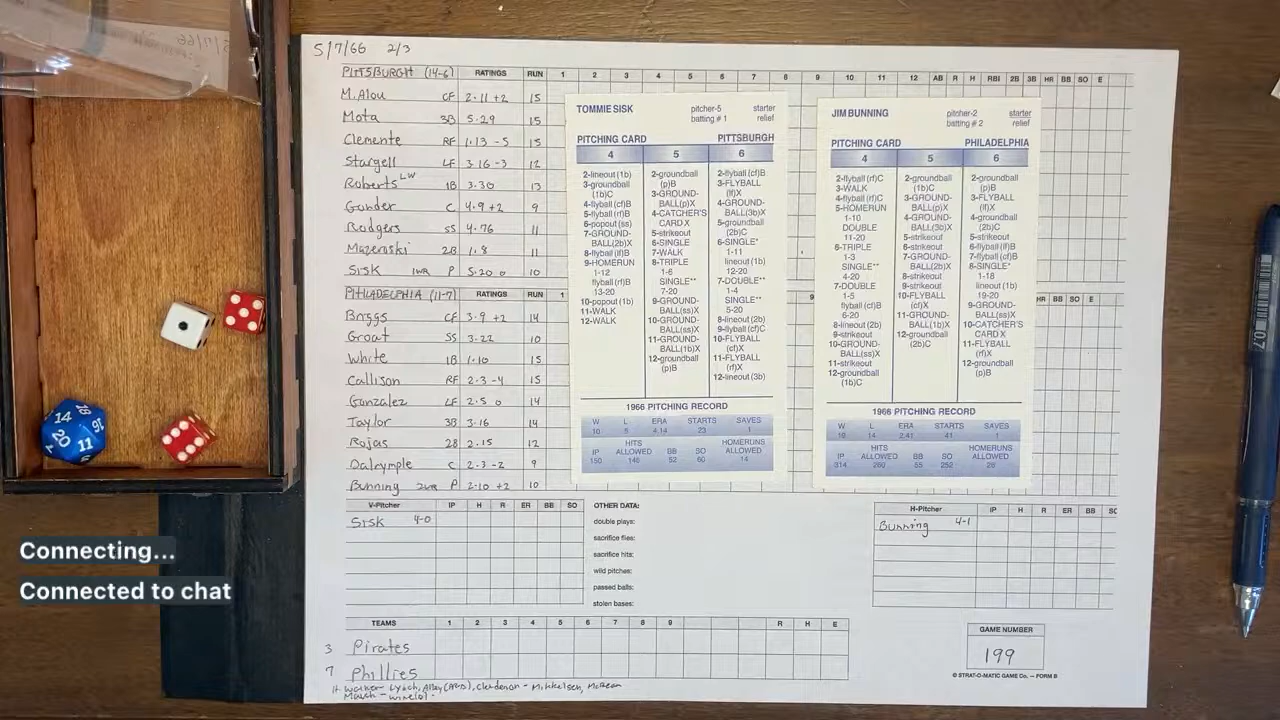 5/7/66 2/3
PITTSBURGH (14-6) RATINGS RUN 1 2 3 4 5 6 7 8 9 10 11 12 AB R H RBI 2B 3B HR BB SO E
M.Alou CF 2-11 +2 15
Mota 3B 5-29 15
Clemente RF 1-13 -5 15
Stargell LF 3-16 -3 12
Roberts LW 1B 3-30 13
Gonder C 4-9 +2 9
Rodgers SS 4-76 11
Mazeroski 2B 1-8 11
Sisk 1WR P 5-20 0 10
PHILADELPHIA (11-7) RATINGS RUN 1 9 HR BB SO E
Briggs CF 3-9 +2 14
Groat SS 3-22 10
White 1B 1-10 15
Callison RF 2-3 -4 15
Gonzalez LF 2-5 0 14
Taylor 3B 3-16 14
Rojas 2B 2-15 12
Dalrymple C 2-3 -2 9
Bunning 2WR P 2-10 +2 10
TOMMIE SISK pitcher-5 starter
batting # 1 relief
PITCHING CARD PITTSBURGH
4 5 6
2-lineout (1b)
3-groundball
(1b)C
4-flyball (cf)B
5-flyball (rf)B
6-popout (ss)
7-GROUND-
BALL(2b)X
8-flyball (lf)B
9-HOMERUN
1-12
flyball (rf)B
13-20
10-popout (1b)
11-WALK
12-WALK
2-groundball
(p)B
3-GROUND-
BALL(p)X
4-CATCHER'S
CARD X
5-strikeout
6-SINGLE
7-WALK
8-TRIPLE
1-6
SINGLE**
7-20
9-GROUND-
BALL(ss)X
10-GROUND-
BALL(ss)X
11-GROUND-
BALL(1b)X
12-groundball
(p)B
2-flyball (cf)B
3-FLYBALL
(lf)X
4-GROUND-
BALL(3b)X
5-groundball
(2b)C
6-SINGLE*
1-11
lineout (1b)
12-20
7-DOUBLE**
1-4
SINGLE**
5-20
8-lineout (2b)
9-flyball (cf)C
10-FLYBALL
(cf)X
11-FLYBALL
(rf)X
12-lineout (3b)
1966 PITCHING RECORD
W L ERA STARTS SAVES
10 5 4.14 23 1
IP HITS ALLOWED BB SO HOMERUNS ALLOWED
150 146 52 60 14
JIM BUNNING pitcher-2 starter
batting # 2 relief
PITCHING CARD PHILADELPHIA
4 5 6
2-flyball (rf)C
3-WALK
4-flyball (rf)C
5-HOMERUN
1-10
DOUBLE
11-20
6-TRIPLE
1-3
SINGLE**
4-20
7-DOUBLE
1-5
flyball (cf)B
6-20
8-lineout (2b)
9-strikeout
10-GROUND-
BALL(ss)X
11-strikeout
12-groundball
(1b)C
2-groundball
(1b)C
3-GROUND-
BALL(p)X
4-GROUND-
BALL(3b)X
5-strikeout
6-strikeout
7-GROUND-
BALL(2b)X
8-strikeout
9-strikeout
10-FLYBALL
(cf)X
11-GROUND-
BALL(1b)X
12-groundball
(2b)C
2-groundball
(p)B
3-FLYBALL
(lf)X
4-groundball
(2b)C
5-strikeout
6-flyball (lf)B
7-flyball (cf)B
8-SINGLE*
1-18
lineout (1b)
19-20
9-GROUND-
BALL(ss)X
10-CATCHER'S
CARD X
11-FLYBALL
(rf)X
12-groundball
(p)B
1966 PITCHING RECORD
W L ERA STARTS SAVES
19 14 2.41 41 1
IP HITS ALLOWED BB SO HOMERUNS ALLOWED
314 260 55 252 26
V-Pitcher IP H R ER BB SO
Sisk 4-0
OTHER DATA:
double plays:
sacrifice flies:
sacrifice hits:
wild pitches:
passed balls:
stolen bases:
H-Pitcher IP H R ER BB
Bunning 4-1
TEAMS 1 2 3 4 5 6 7 8 9 R H E
3 Pirates
7 Phillies
GAME NUMBER
199
© STRAT-O-MATIC GAME Co. – FORM B
Connecting...
Connected to chat
14
20
11
16
18
0.7